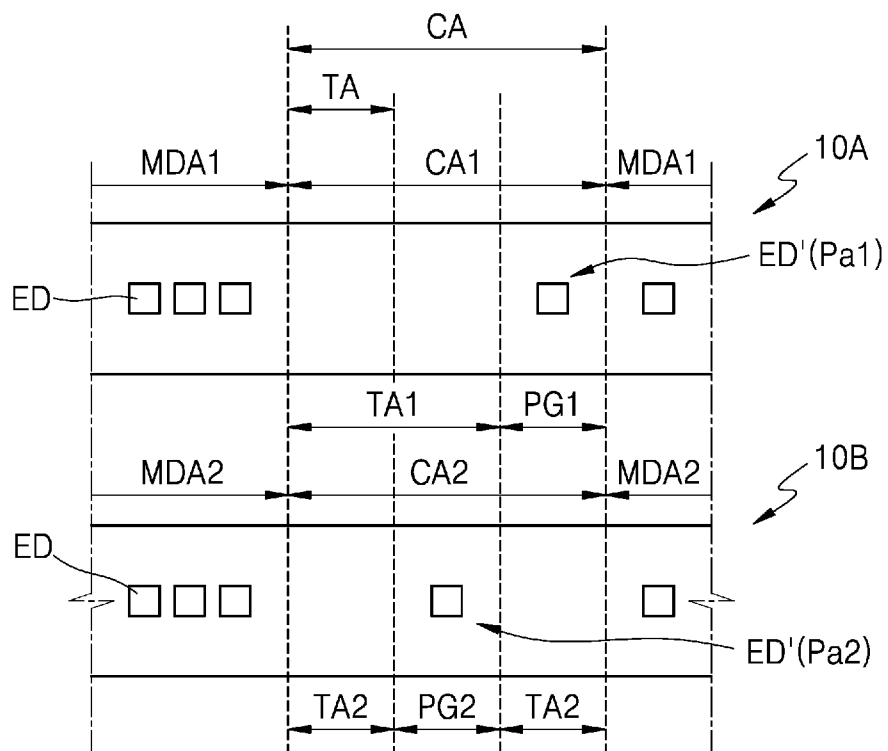 CA
TA
MDA1 CA1 MDA1
10A
ED'(Pa1)
ED
TA1 PG1
MDA2 CA2 MDA2
10B
ED
ED'(Pa2)
TA2 PG2 TA2